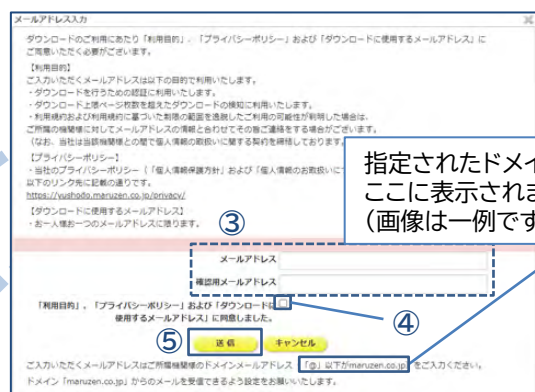 メールアドレス入力
ダウンロードのご利用にあたり「利用目的」、「プライバシーポリシー」および「ダウンロードに使用するメールアドレス」に
ご同意いただく必要がございます。
【利用目的】
ご入力いただくメールアドレスは以下の目的で利用いたします。
・ダウンロードを行うための認証に利用いたします。
・ダウンロード上限ページ枚数を超えたダウンロードの検知に利用いたします。
・利用規約および利用規約に基づいた制限の範囲を逸脱したご利用の可能性が判明した場合は、
ご所属の機関様に対してメールアドレスの情報と合わせてその旨ご連絡をする場合がございます。
(なお、当社は当該機関様との間で個人情報の取扱いに関する契約を締結しております。
【プライバシーポリシー】
・当社のプライバシーポリシー(「個人情報保護方針」および「個人情報のお取扱いにつ
以下のリンク先に記載の通りです。
https://yushodo.maruzen.co.jp/privacy/
【ダウンロードに使用するメールアドレス】
・お一人様お一つのメールアドレスに限ります。
指定されたドメイ
ここに表示されま
(画像は一例です
③
メールアドレス
確認用メールアドレス
「利用目的」、「プライバシーポリシー」および「ダウンロードに
使用するメールアドレス」に同意しました。
④
⑤
送信
キャンセル
ご入力いただくメールアドレスはご所属機関様のドメインメールアドレス「@」以下がmaruzen.co.jp をご入力ください。
ドメイン「maruzen.co.jp」からのメールを受信できるよう設定をお願いいたします。